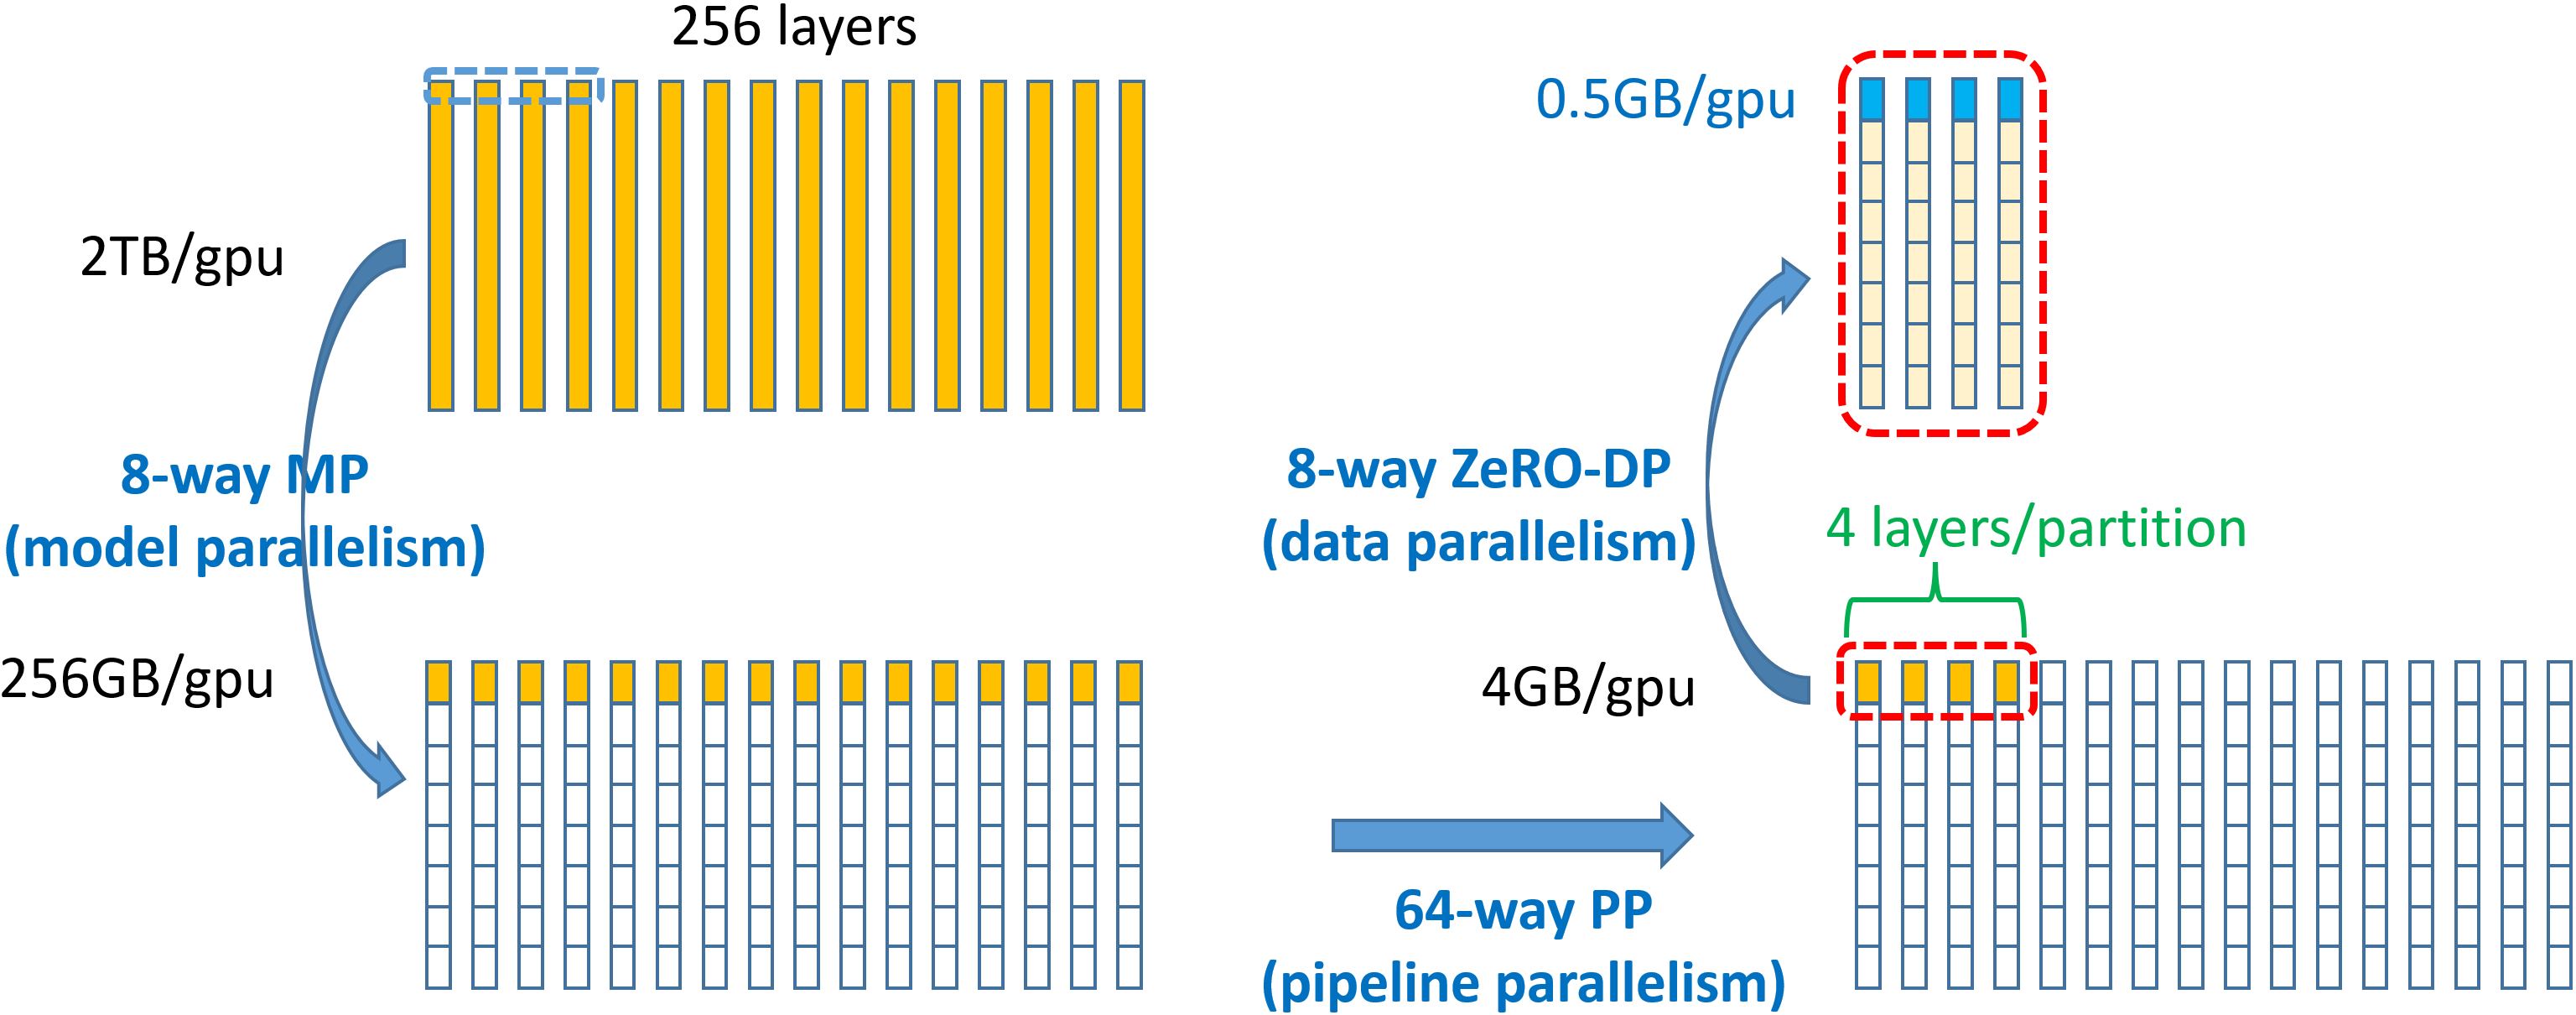 256 layers
2TB/gpu
8-way MP
(model parallelism)
256GB/gpu
0.5GB/gpu
8-way ZeRO-DP
(data parallelism)
4 layers/partition
4GB/gpu
64-way PP
(pipeline parallelism)